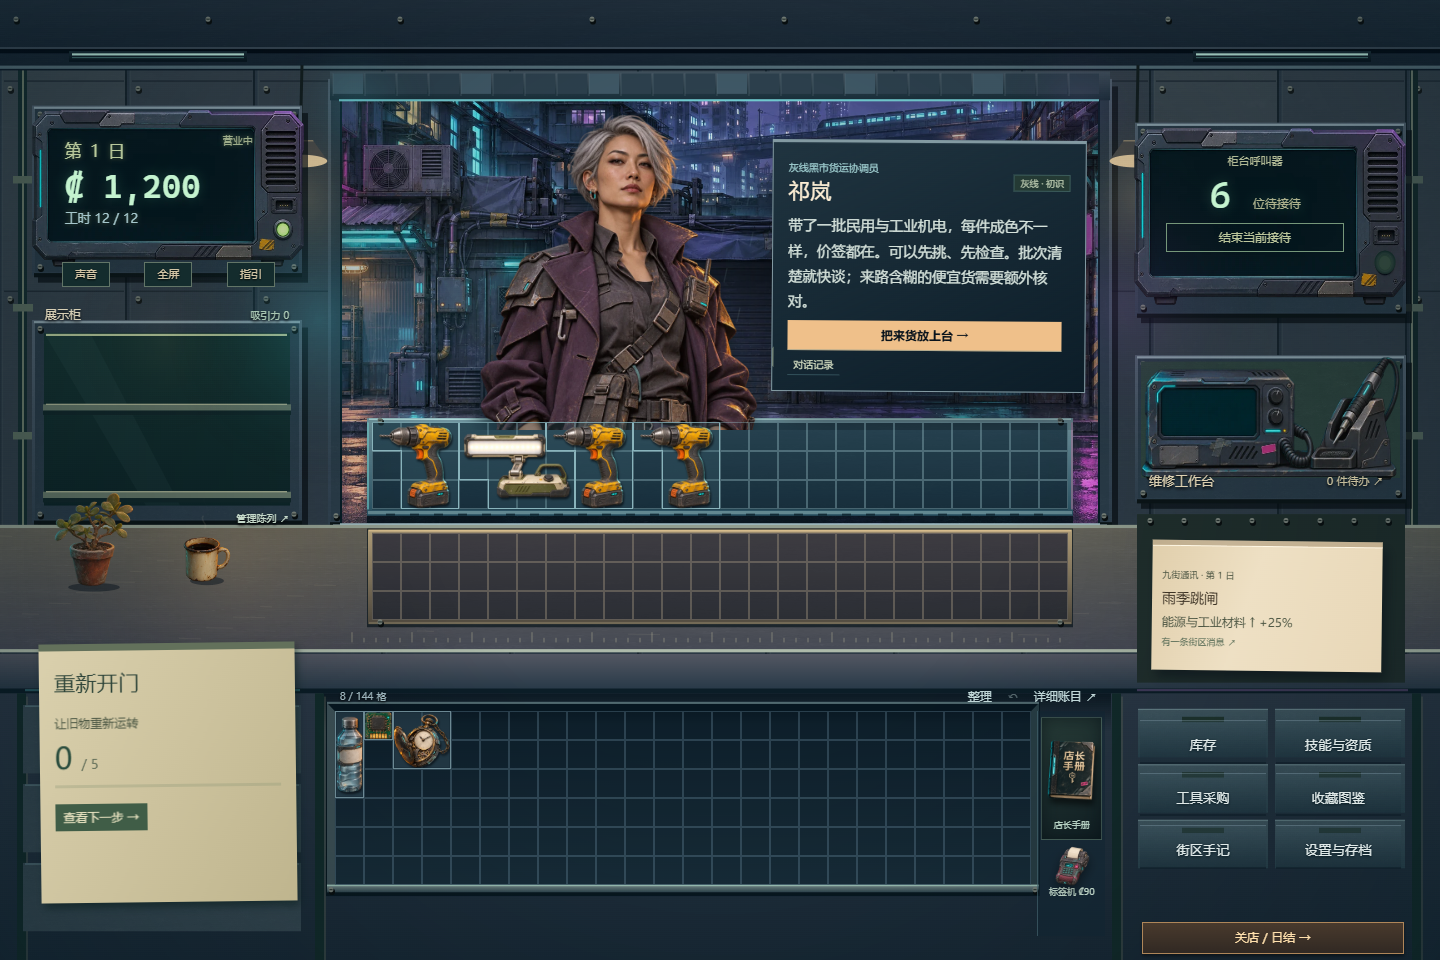 营业中
第 1 日
₡ 1,200
工时 12 / 12
声音
全屏
指引
展示柜
吸引力 0
管理陈列 ↗
灰线黑市货运协调员
祁岚
灰线 · 初识
带了一批民用与工业机电，每件成色不一
样，价签都在。可以先挑、先检查。批次清
楚就快谈；来路含糊的便宜货需要额外核
对。
把来货放上台 →
对话记录
柜台呼叫器
6 位待接待
结束当前接待
维修工作台
0 件待办 ↗
九街通讯 · 第 1 日
雨季跳闸
能源与工业材料 ↑ +25%
有一条街区消息 ↗
重新开门
让旧物重新运转
0 / 5
查看下一步 →
8 / 144 格
整理
↶
详细账目 ↗
店长
手册
店长手册
标签机 ₡90
库存
技能与资质
工具采购
收藏图鉴
街区手记
设置与存档
关店 / 日结 →